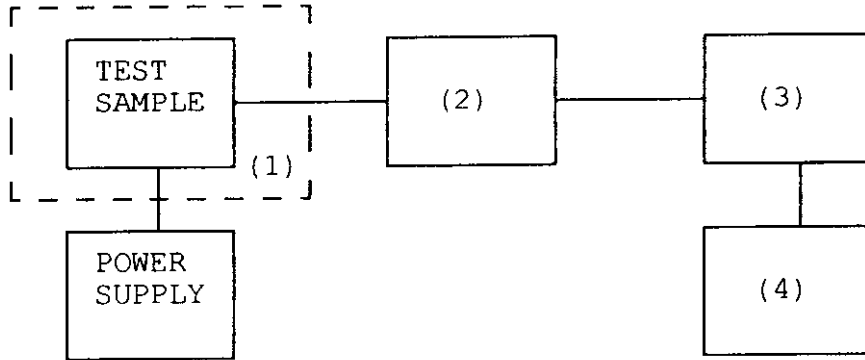 TEST
SAMPLE
(1)
(2)
(3)
POWER
SUPPLY
(4)